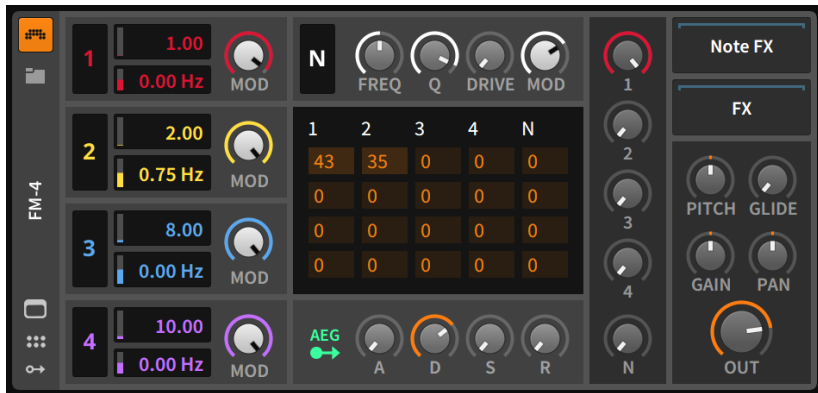 FM-4
1
1.00
0.00 Hz
MOD
2
2.00
0.75 Hz
MOD
3
8.00
0.00 Hz
MOD
4
10.00
0.00 Hz
MOD
N
FREQ Q DRIVE MOD
1 2 3 4 N
43 35 0 0 0
0 0 0 0 0
0 0 0 0 0
0 0 0 0 0
AEG
A D S R
1
2
3
4
N
Note FX
FX
PITCH GLIDE
GAIN PAN
OUT